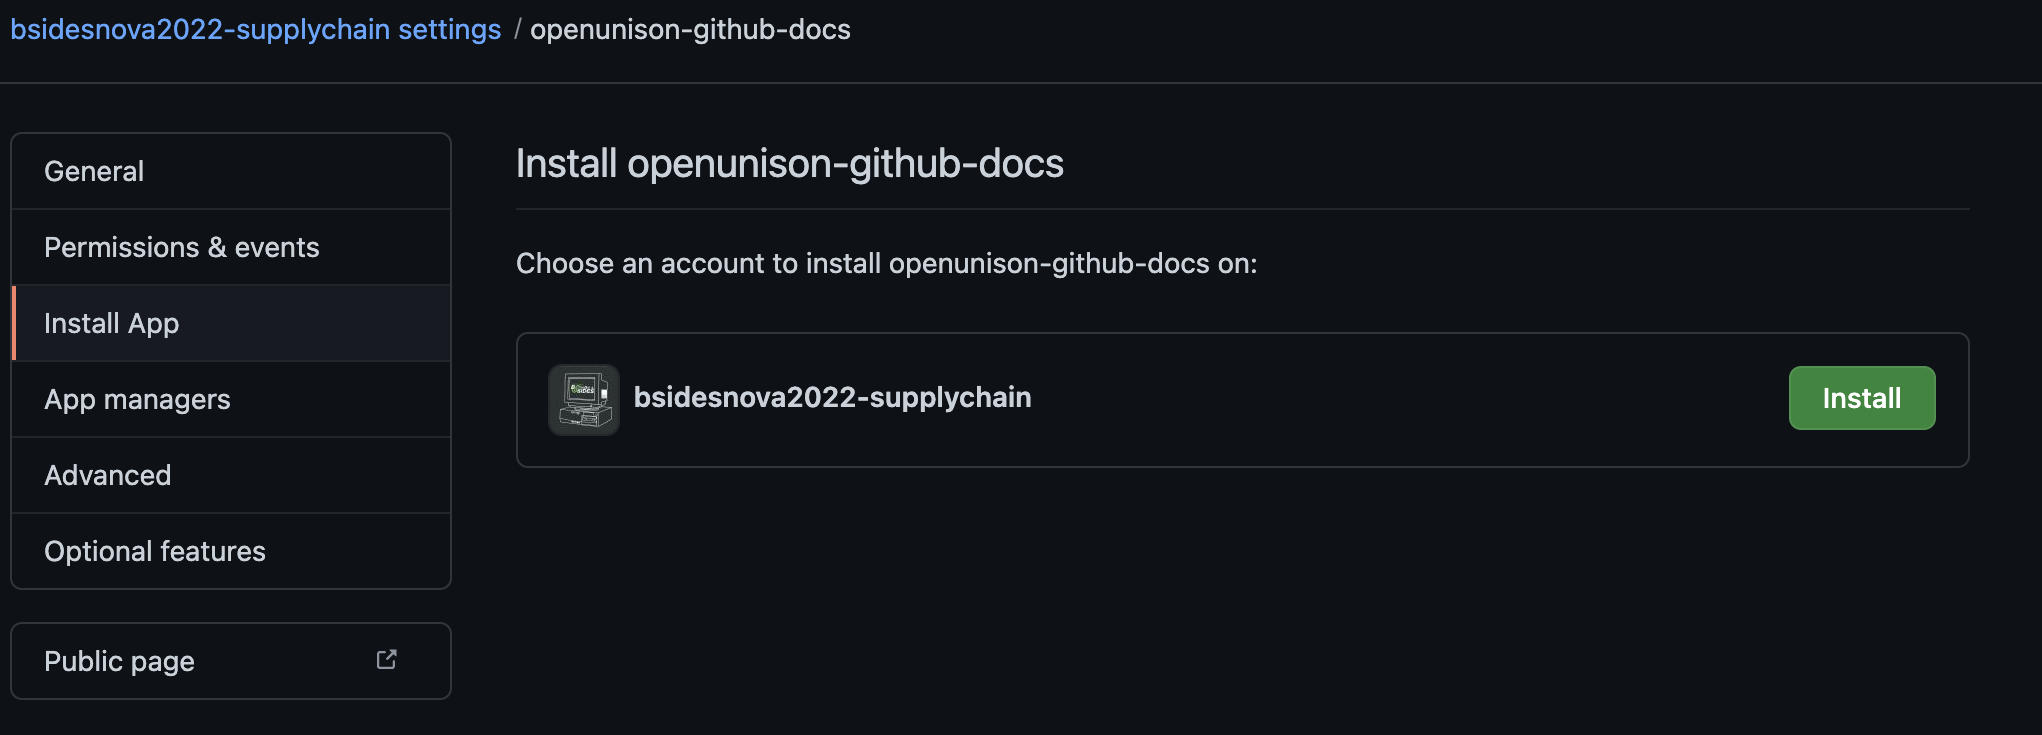 bsidesnova2022-supplychain settings / openunison-github-docs
General
Permissions & events
Install App
App managers
Advanced
Optional features
Public page
Install openunison-github-docs
Choose an account to install openunison-github-docs on:
bsidesnova2022-supplychain
Install